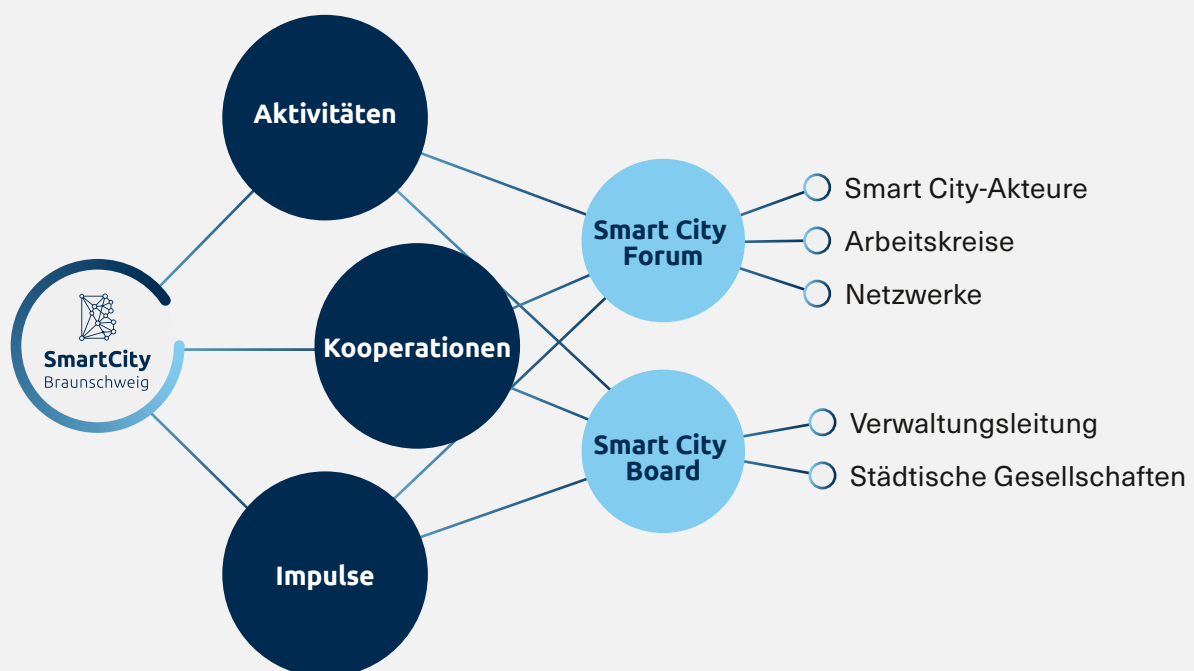 Aktivitäten
Kooperationen
Impulse
SmartCity
Braunschweig
Smart City
Forum
Smart City
Board
Smart City-Akteure
Arbeitskreise
Netzwerke
Verwaltungsleitung
Städtische Gesellschaften